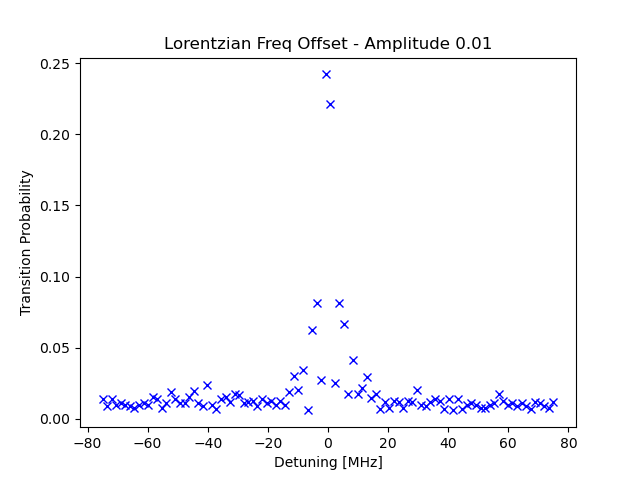 Lorentzian Freq Offset - Amplitude 0.01
0.25
0.20
0.15
0.10
0.05
0.00
Transition Probability
−80 −60 −40 −20 0 20 40 60 80
Detuning [MHz]